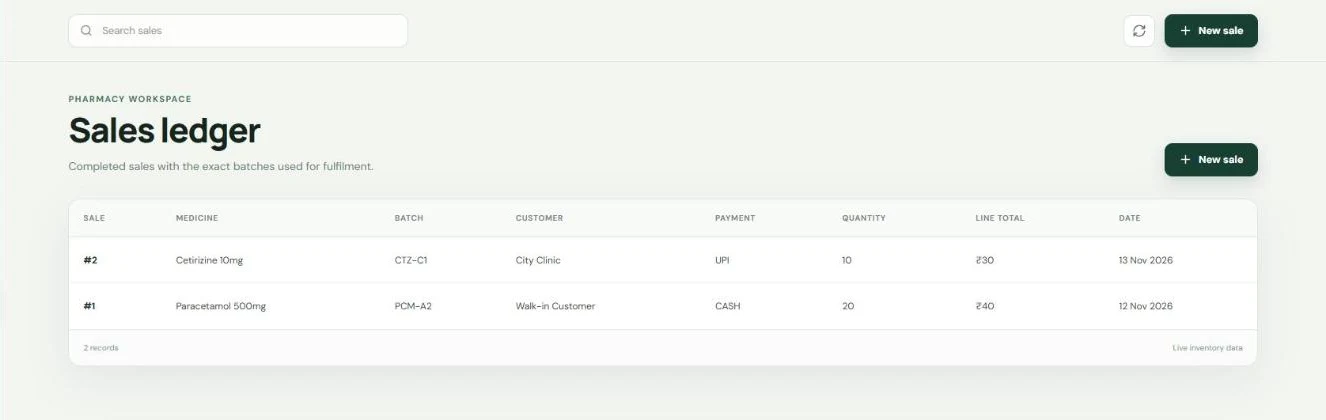 Search sales
New sale
PHARMACY WORKSPACE
Sales ledger
Completed sales with the exact batches used for fulfilment.
New sale
SALE MEDICINE BATCH CUSTOMER PAYMENT QUANTITY LINE TOTAL DATE
#2 Cetirizine 10mg CTZ-C1 City Clinic UPI 10 ₹30 13 Nov 2026
#1 Paracetamol 500mg PCM-A2 Walk-in Customer CASH 20 ₹40 12 Nov 2026
2 records Live inventory data